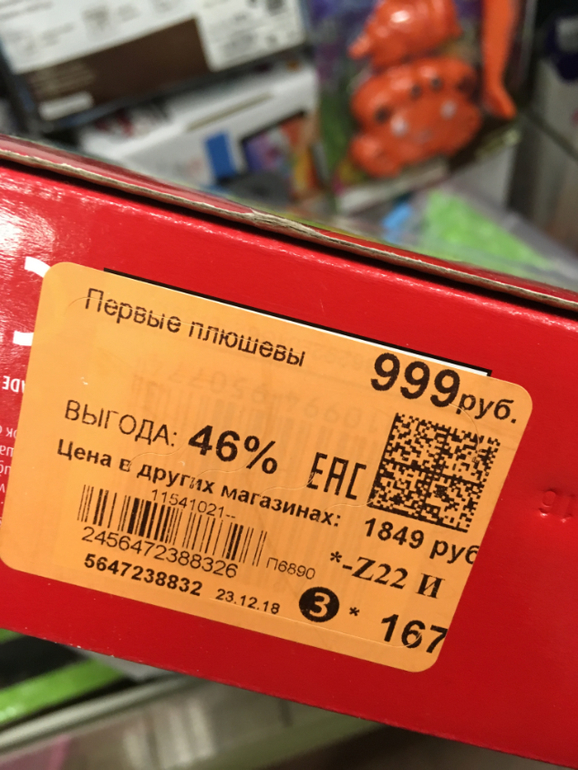 Первые плюшевы
999руб.
ВЫГОДА: 46%
ЕАС
Цена в других магазинах: 1849 руб
11541021--
2456472388326
П6890
*-Z22 И
5647238832
23.12.18
3 * 167